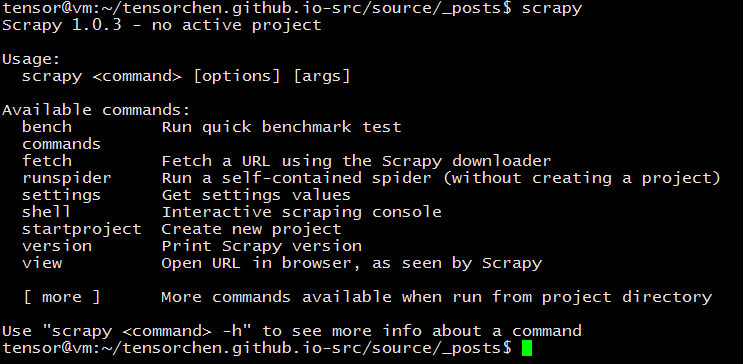 tensor@vm:~/tensorchen.github.io-src/source/_posts$ scrapy
Scrapy 1.0.3 - no active project
Usage:
  scrapy <command> [options] [args]
Available commands:
  bench         Run quick benchmark test
  commands
  fetch         Fetch a URL using the Scrapy downloader
  runspider     Run a self-contained spider (without creating a project)
  settings      Get settings values
  shell         Interactive scraping console
  startproject  Create new project
  version       Print Scrapy version
  view          Open URL in browser, as seen by Scrapy
  [ more ]      More commands available when run from project directory
Use "scrapy <command> -h" to see more info about a command
tensor@vm:~/tensorchen.github.io-src/source/_posts$